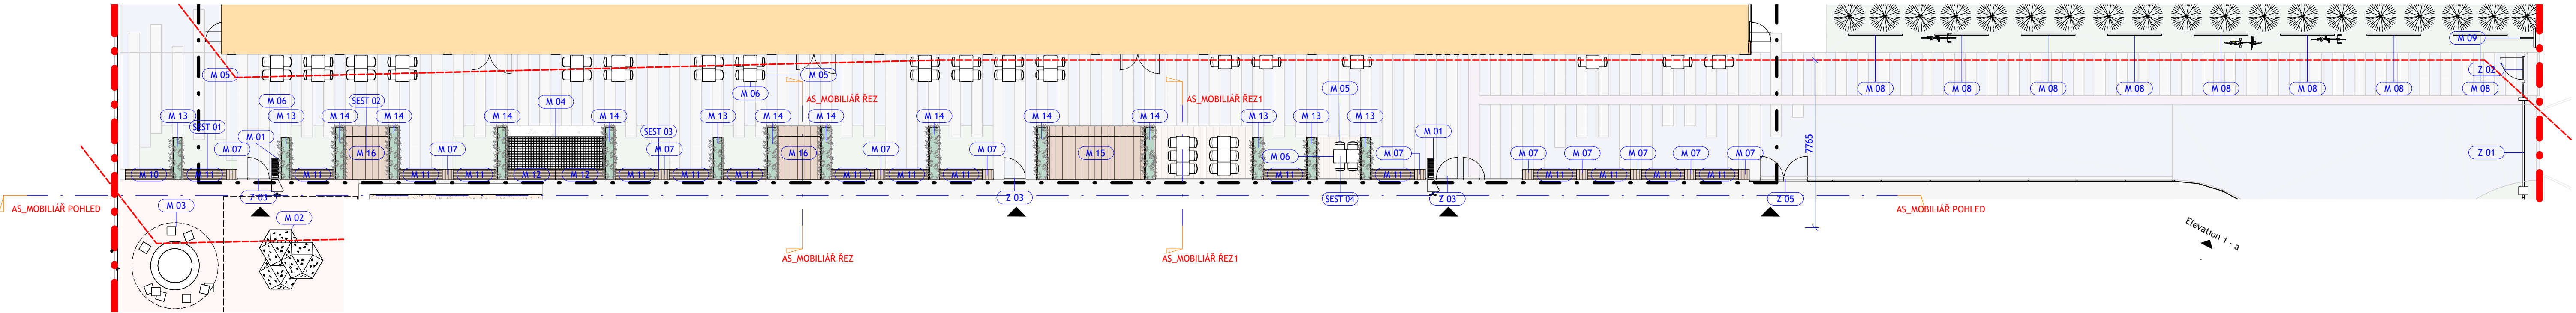 M 09
M 05
M 05
Z 02
M 06
SEST 02
M 04
M 06
AS_MOBILIÁŘ ŘEZ
AS_MOBILIÁŘ ŘEZ1
M 05
M 08
M 08
M 08
M 08
M 08
M 08
M 08
M 08
M 13
SEST 01
M 01
M 13
M 14
M 14
M 14
M 14
M 13
M 14
M 14
M 14
M 14
M 14
M 13
M 13
M 13
SEST 03
M 01
7765
M 07
M 16
M 07
M 07
M 16
M 07
M 07
M 15
M 06
M 07
M 07
M 07
M 07
M 07
M 07
Z 01
M 10
M 11
M 11
M 11
M 11
M 12
M 12
M 11
M 11
M 11
M 11
M 11
M 11
M 11
M 11
M 11
M 11
M 11
M 11
Z 03
Z 03
SEST 04
Z 03
Z 05
AS_MOBILIÁŘ POHLED
M 03
M 02
AS_MOBILIÁŘ POHLED
Elevation 1 - a
AS_MOBILIÁŘ ŘEZ
AS_MOBILIÁŘ ŘEZ1